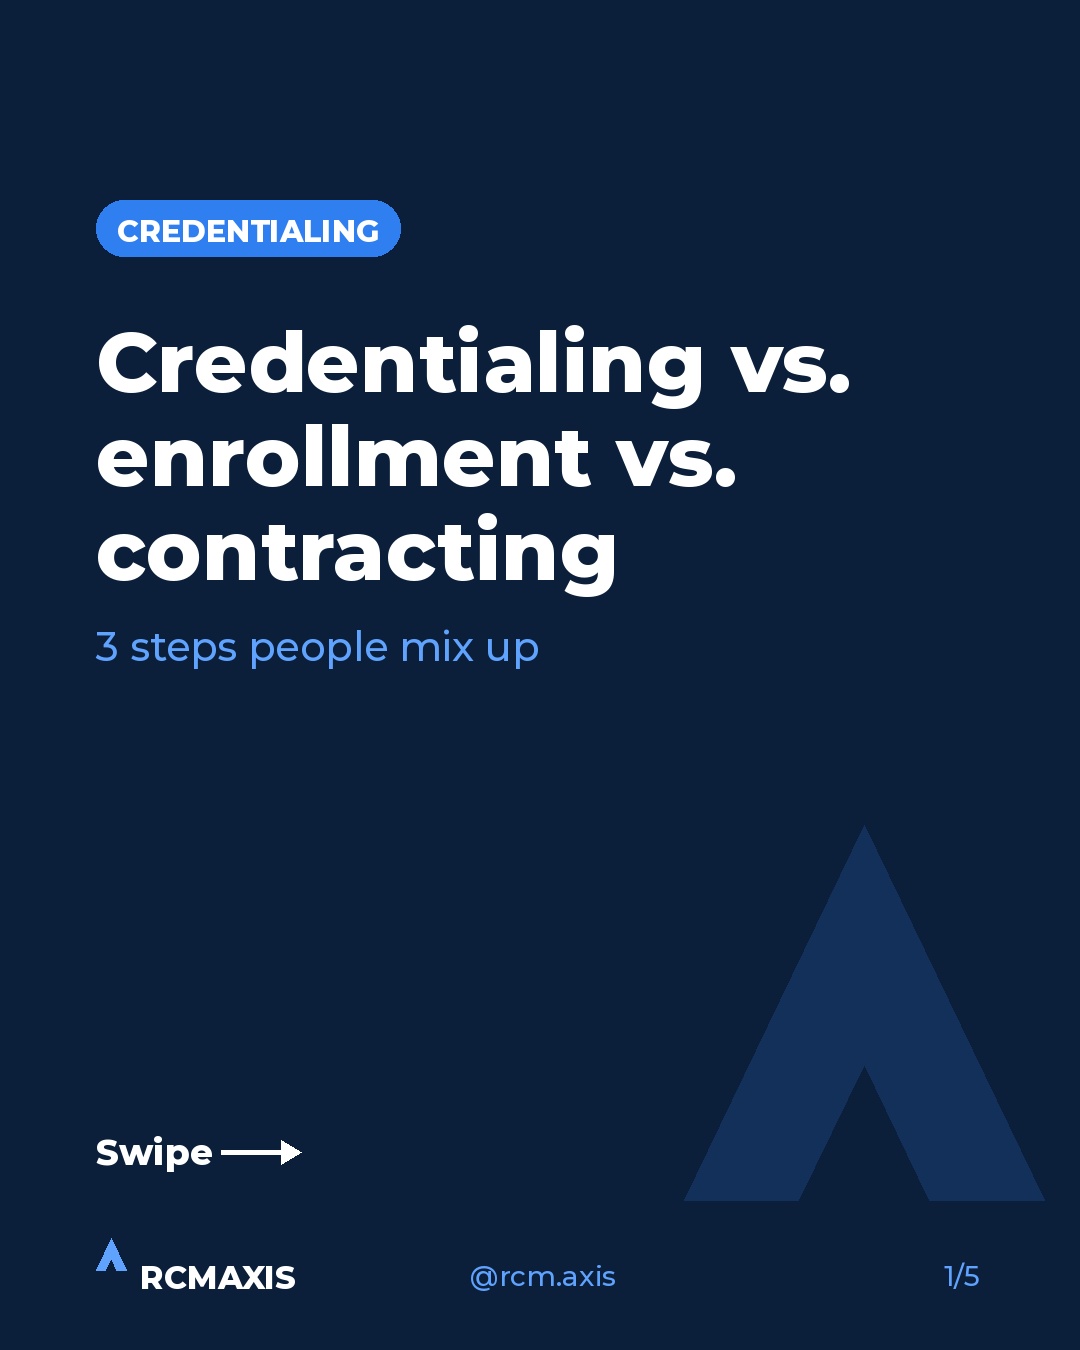 CREDENTIALING
Credentialing vs.
enrollment vs.
contracting
3 steps people mix up
Swipe
RCMAXIS
@rcm.axis
1/5